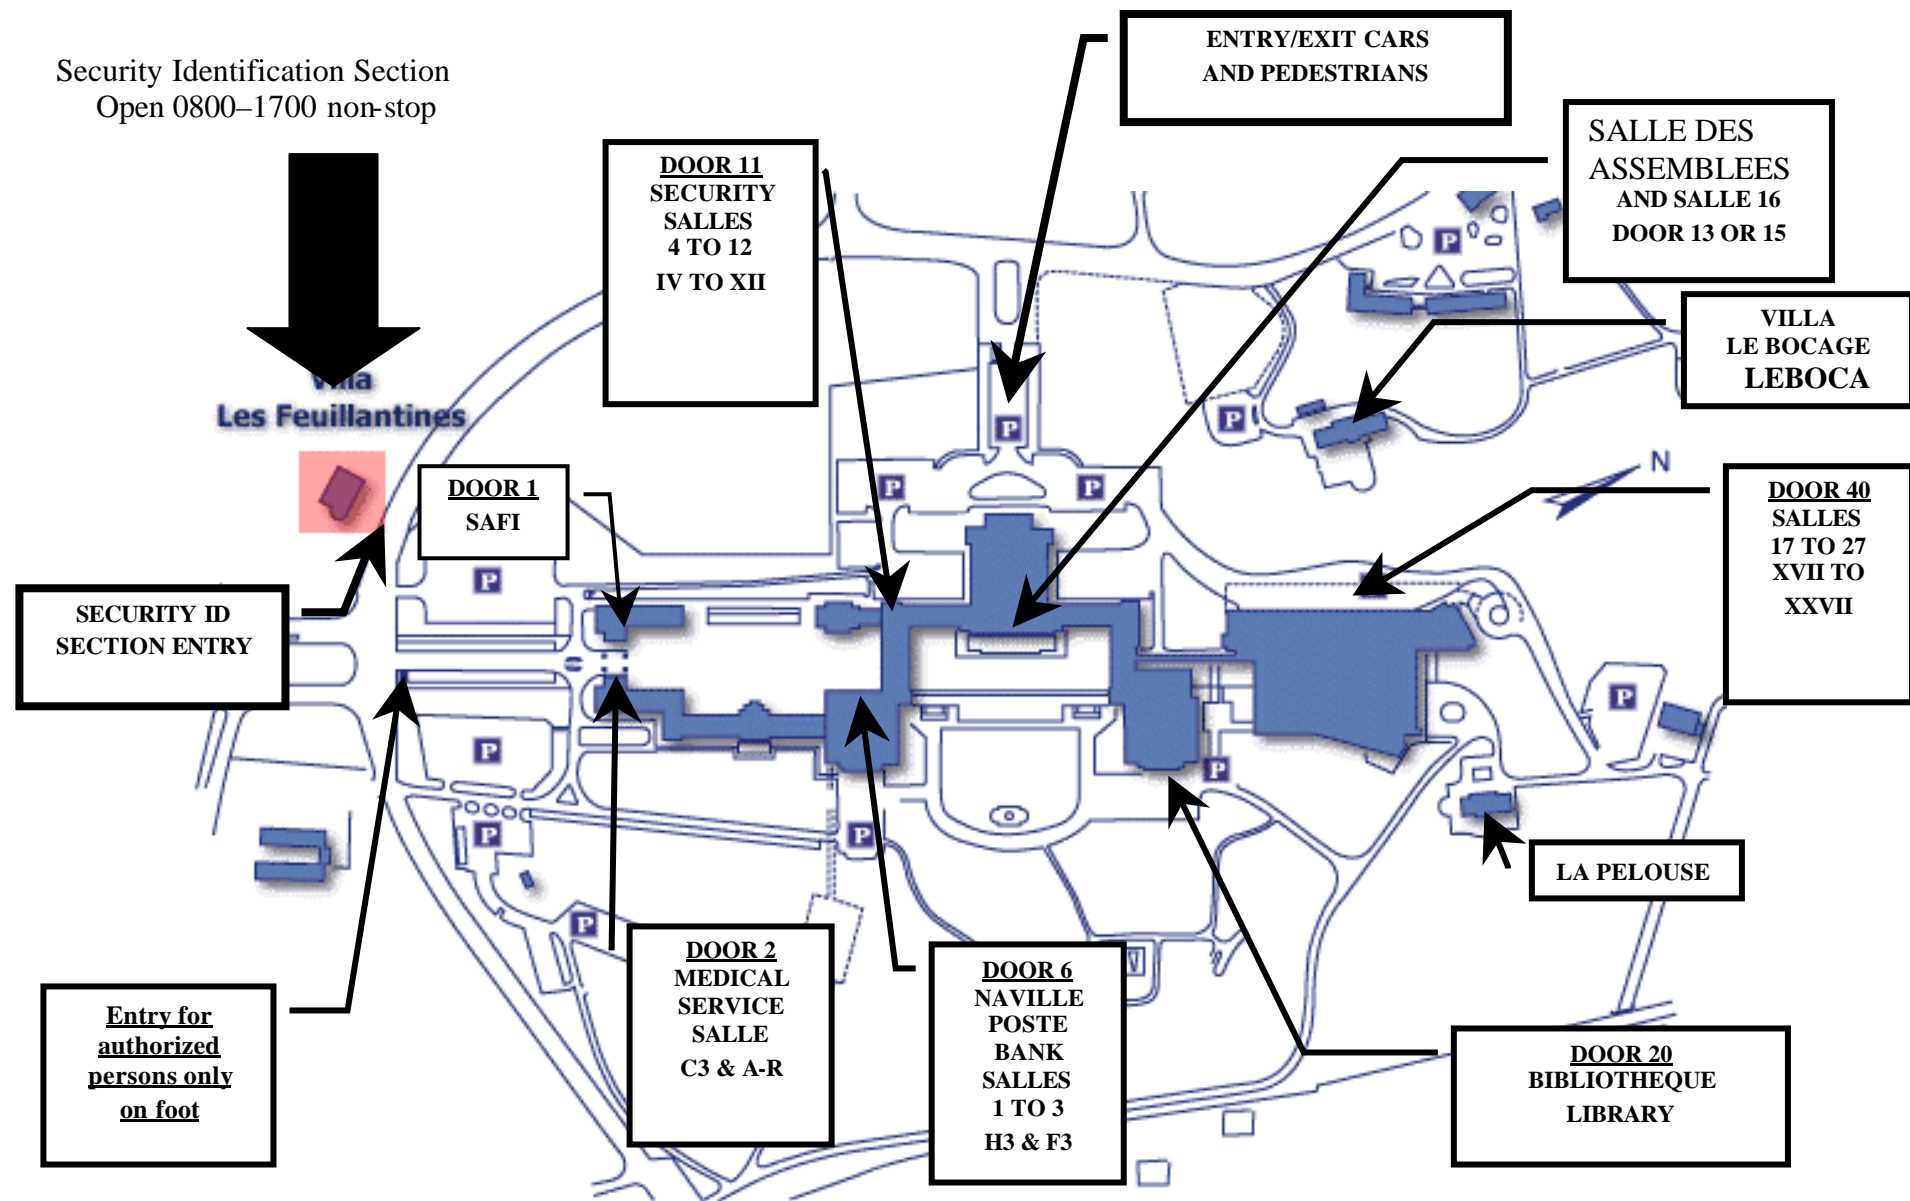 Security Identification Section
Open 0800–1700 non-stop
ENTRY/EXIT CARS
AND PEDESTRIANS
DOOR 11
SECURITY
SALLES
4 TO 12
IV TO XII
SALLE DES
ASSEMBLEES
AND SALLE 16
DOOR 13 OR 15
VILLA
LE BOCAGE
LEBOCA
Villa
Les Feuillantines
DOOR 1
SAFI
N
DOOR 40
SALLES
17 TO 27
XVII TO
XXVII
SECURITY ID
SECTION ENTRY
P
P
P
P
P
P
P
P
P
P
P
P
LA PELOUSE
Entry for
authorized
persons only
on foot
DOOR 2
MEDICAL
SERVICE
SALLE
C3 & A-R
DOOR 6
NAVILLE
POSTE
BANK
SALLES
1 TO 3
H3 & F3
DOOR 20
BIBLIOTHEQUE
LIBRARY